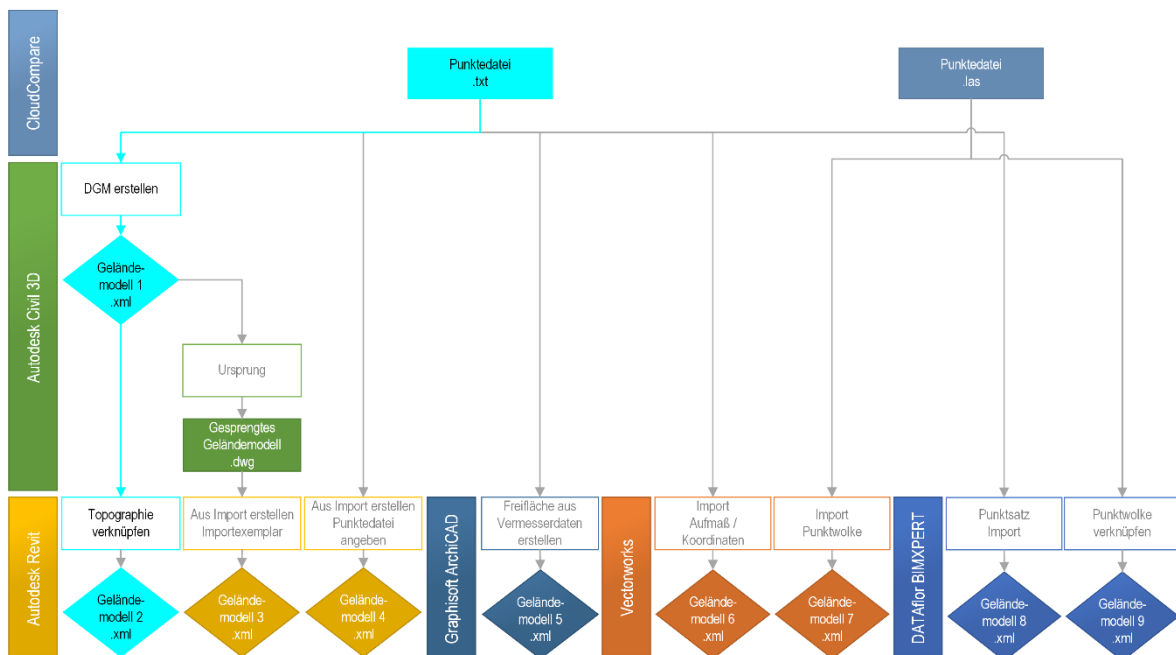 CloudCompare
Punktedatei
.txt
Punktedatei
.las
Autodesk Civil 3D
DGM erstellen
Gelände-
modell 1
.xml
Ursprung
Gesprengtes
Geländemodell
.dwg
Autodesk Revit
Topographie
verknüpfen
Aus Import erstellen
Importexemplar
Aus Import erstellen
Punktedatei
angeben
Graphisoft ArchiCAD
Freifläche aus
Vermesserdaten
erstellen
Vectorworks
Import
Aufmaß /
Koordinaten
Import
Punktwolke
DATAflor BIMXPERT
Punktsatz
Import
Punktwolke
verknüpfen
Gelände-
modell 2
.xml
Gelände-
modell 3
.xml
Gelände-
modell 4
.xml
Gelände-
modell 5
.xml
Gelände-
modell 6
.xml
Gelände-
modell 7
.xml
Gelände-
modell 8
.xml
Gelände-
modell 9
.xml